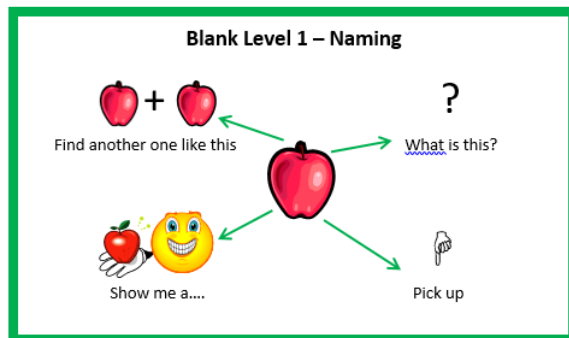 Blank Level 1 – Naming
+
?
Find another one like this
What is this?
Show me a....
Pick up